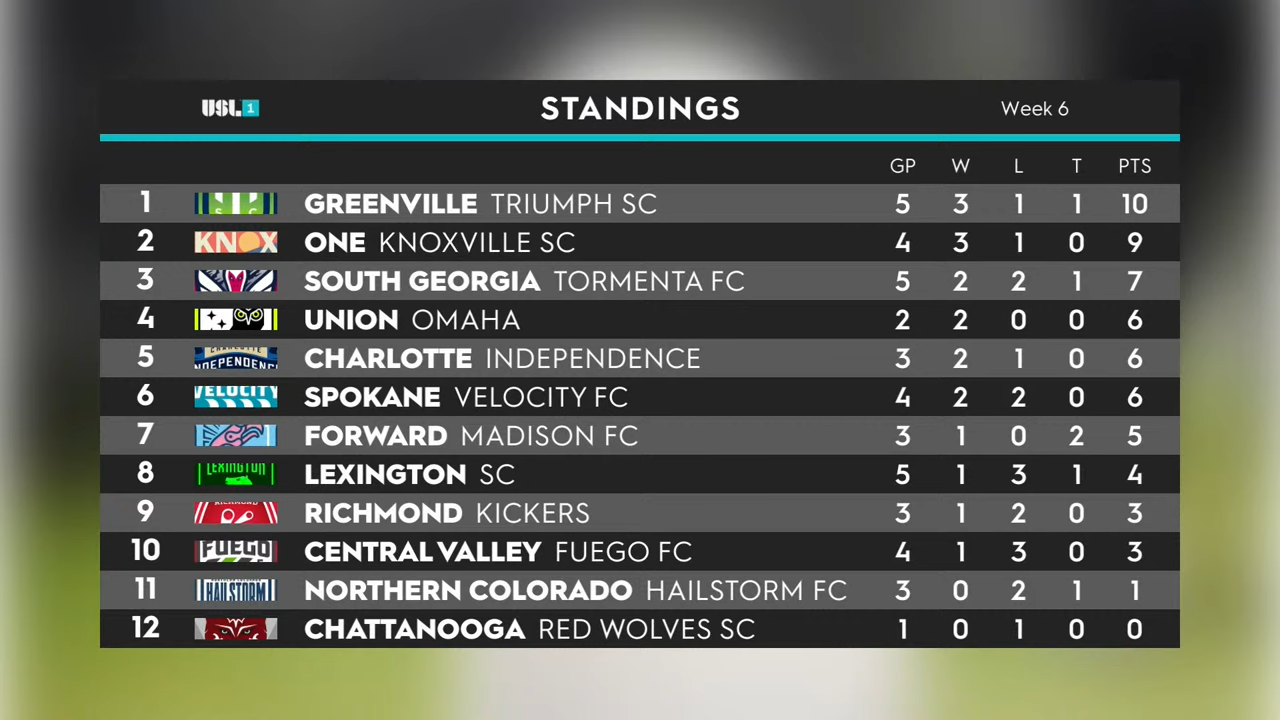 USL 1 STANDINGS Week 6
GP W L T PTS
1 GREENVILLE TRIUMPH SC 5 3 1 1 10
2 KNOX ONE KNOXVILLE SC 4 3 1 0 9
3 SOUTH GEORGIA TORMENTA FC 5 2 2 1 7
4 UNION OMAHA 2 2 0 0 6
5 CHARLOTTE INDEPENDENCE CHARLOTTE INDEPENDENCE 3 2 1 0 6
6 VELOCITY SPOKANE VELOCITY FC 4 2 2 0 6
7 FORWARD MADISON FC 3 1 0 2 5
8 LEXINGTON LEXINGTON SC 5 1 3 1 4
9 RICHMOND RICHMOND KICKERS 3 1 2 0 3
10 FUEGO CENTRAL VALLEY FUEGO FC 4 1 3 0 3
11 HAILSTORM NORTHERN COLORADO HAILSTORM FC 3 0 2 1 1
12 CHATTANOOGA RED WOLVES SC 1 0 1 0 0